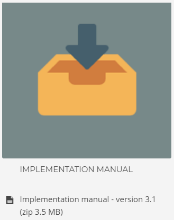 IMPLEMENTATION MANUAL
Implementation manual - version 3.1
(zip 3.5 MB)